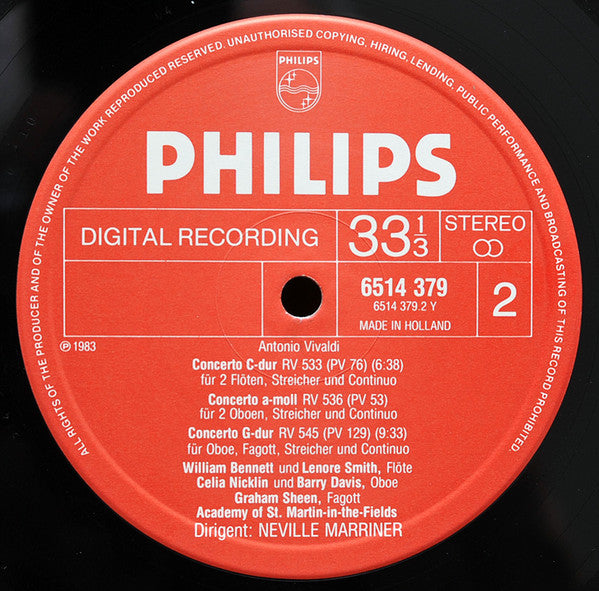 ALL RIGHTS OF THE PRODUCER AND OF THE OWNER OF THE WORK REPRODUCED RESERVED. UNAUTHORISED COPYING, HIRING, LENDING, PUBLIC PERFORMANCE AND BROADCASTING OF THIS RECORD PROHIBITED
PHILIPS
PHILIPS
DIGITAL RECORDING
33 1/3
STEREO
6514 379
6514 379.2 Y
MADE IN HOLLAND
2
℗ 1983
Antonio Vivaldi
Concerto C-dur RV 533 (PV 76) (6:38)
für 2 Flöten, Streicher und Continuo
Concerto a-moll RV 536 (PV 53)
für 2 Oboen, Streicher und Continuo
Concerto G-dur RV 545 (PV 129) (9:33)
für Oboe, Fagott, Streicher und Continuo
William Bennett und Lenore Smith, Flöte
Celia Nicklin und Barry Davis, Oboe
Graham Sheen, Fagott
Academy of St. Martin-in-the-Fields
Dirigent: NEVILLE MARRINER